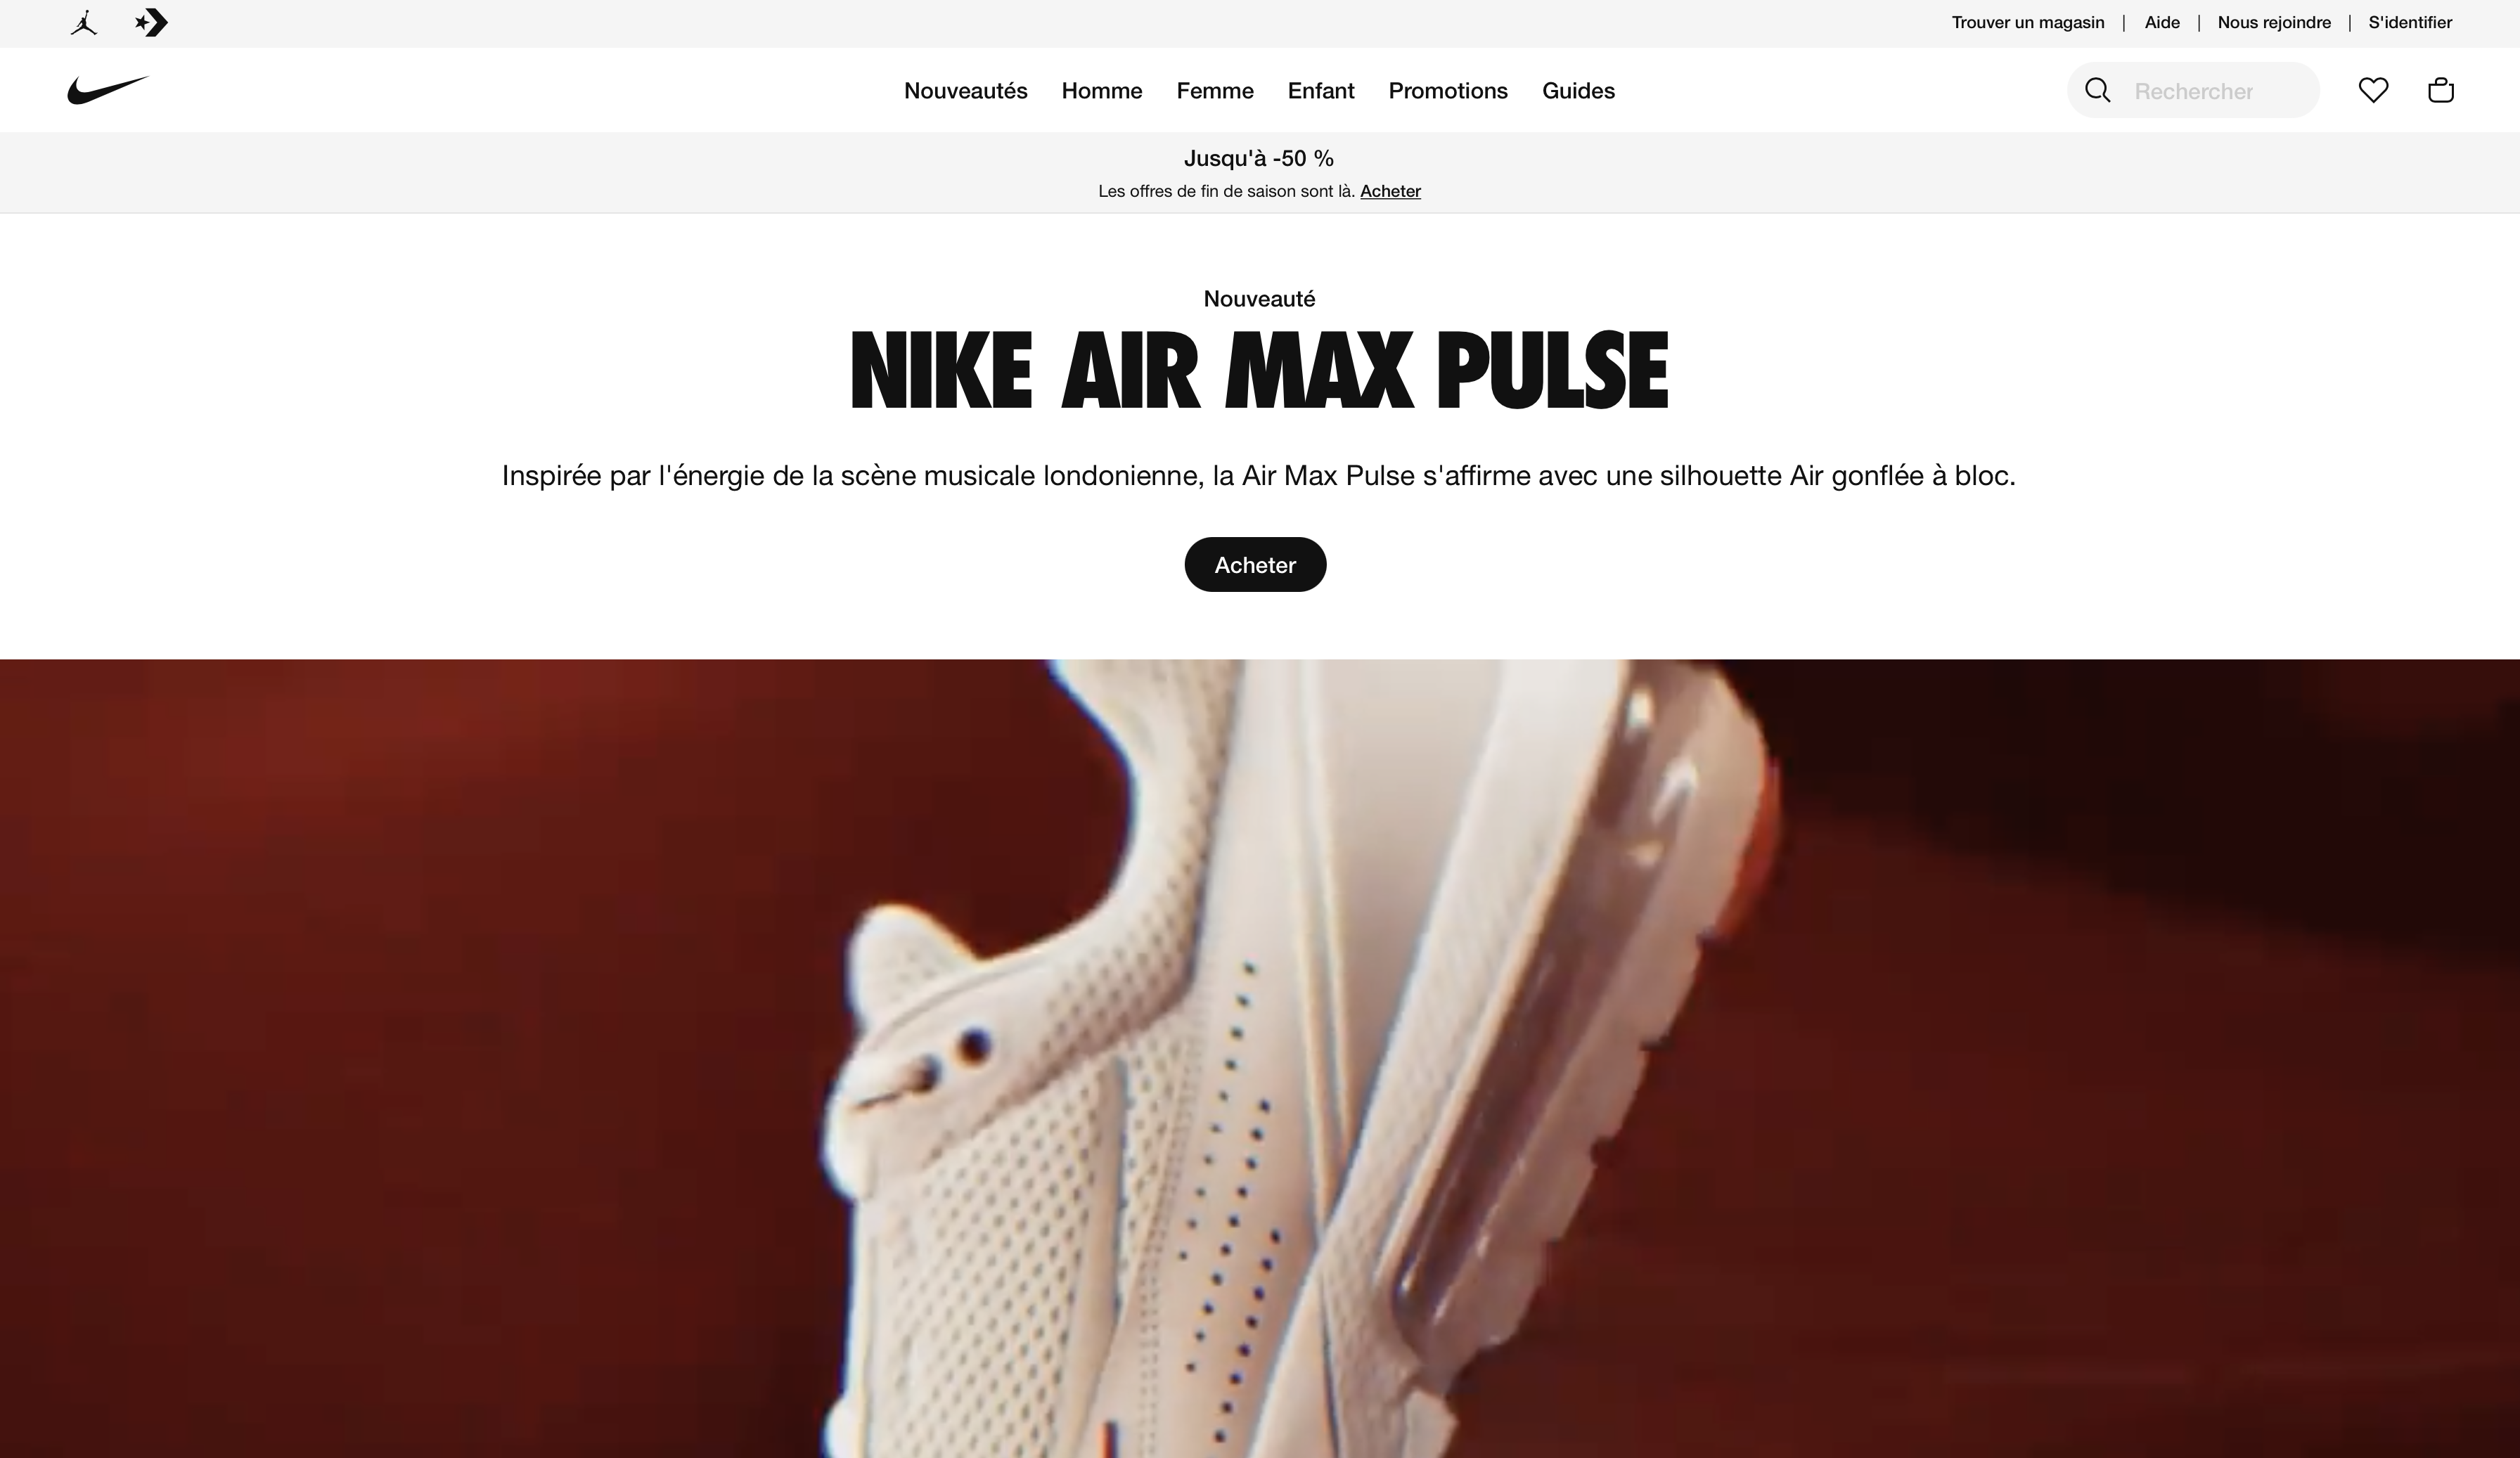 Trouver un magasin | Aide | Nous rejoindre | S'identifier
Nouveautés Homme Femme Enfant Promotions Guides Rechercher
Jusqu'à -50 %
Les offres de fin de saison sont là. Acheter
Nouveauté
NIKE AIR MAX PULSE
Inspirée par l'énergie de la scène musicale londonienne, la Air Max Pulse s'affirme avec une silhouette Air gonflée à bloc.
Acheter